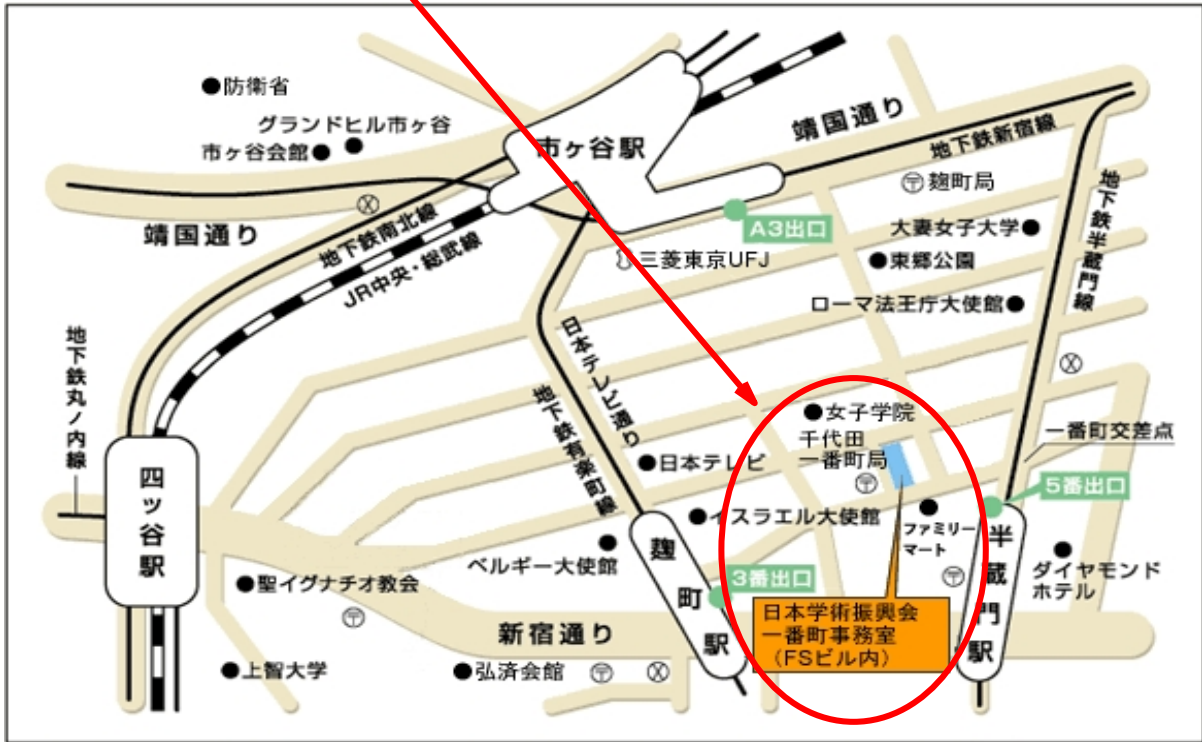 防衛省
グランドヒル市ヶ谷
市ヶ谷会館
市ヶ谷駅
靖国通り
地下鉄新宿線
麹町局
地下鉄半蔵門線
靖国通り
地下鉄南北線
JR中央・総武線
A3出口
大妻女子大学
三菱東京UFJ
東郷公園
ローマ法王庁大使館
地下鉄丸ノ内線
日本テレビ通り
地下鉄有楽町線
女子学院
千代田
一番町局
一番町交差点
日本テレビ
5番出口
四ッ谷駅
イスラエル大使館
ファミリー
マート
半蔵門駅
麹町駅
ベルギー大使館
ダイヤモンド
ホテル
聖イグナチオ教会
3番出口
日本学術振興会
一番町事務室
(FSビル内)
新宿通り
上智大学
弘済会館